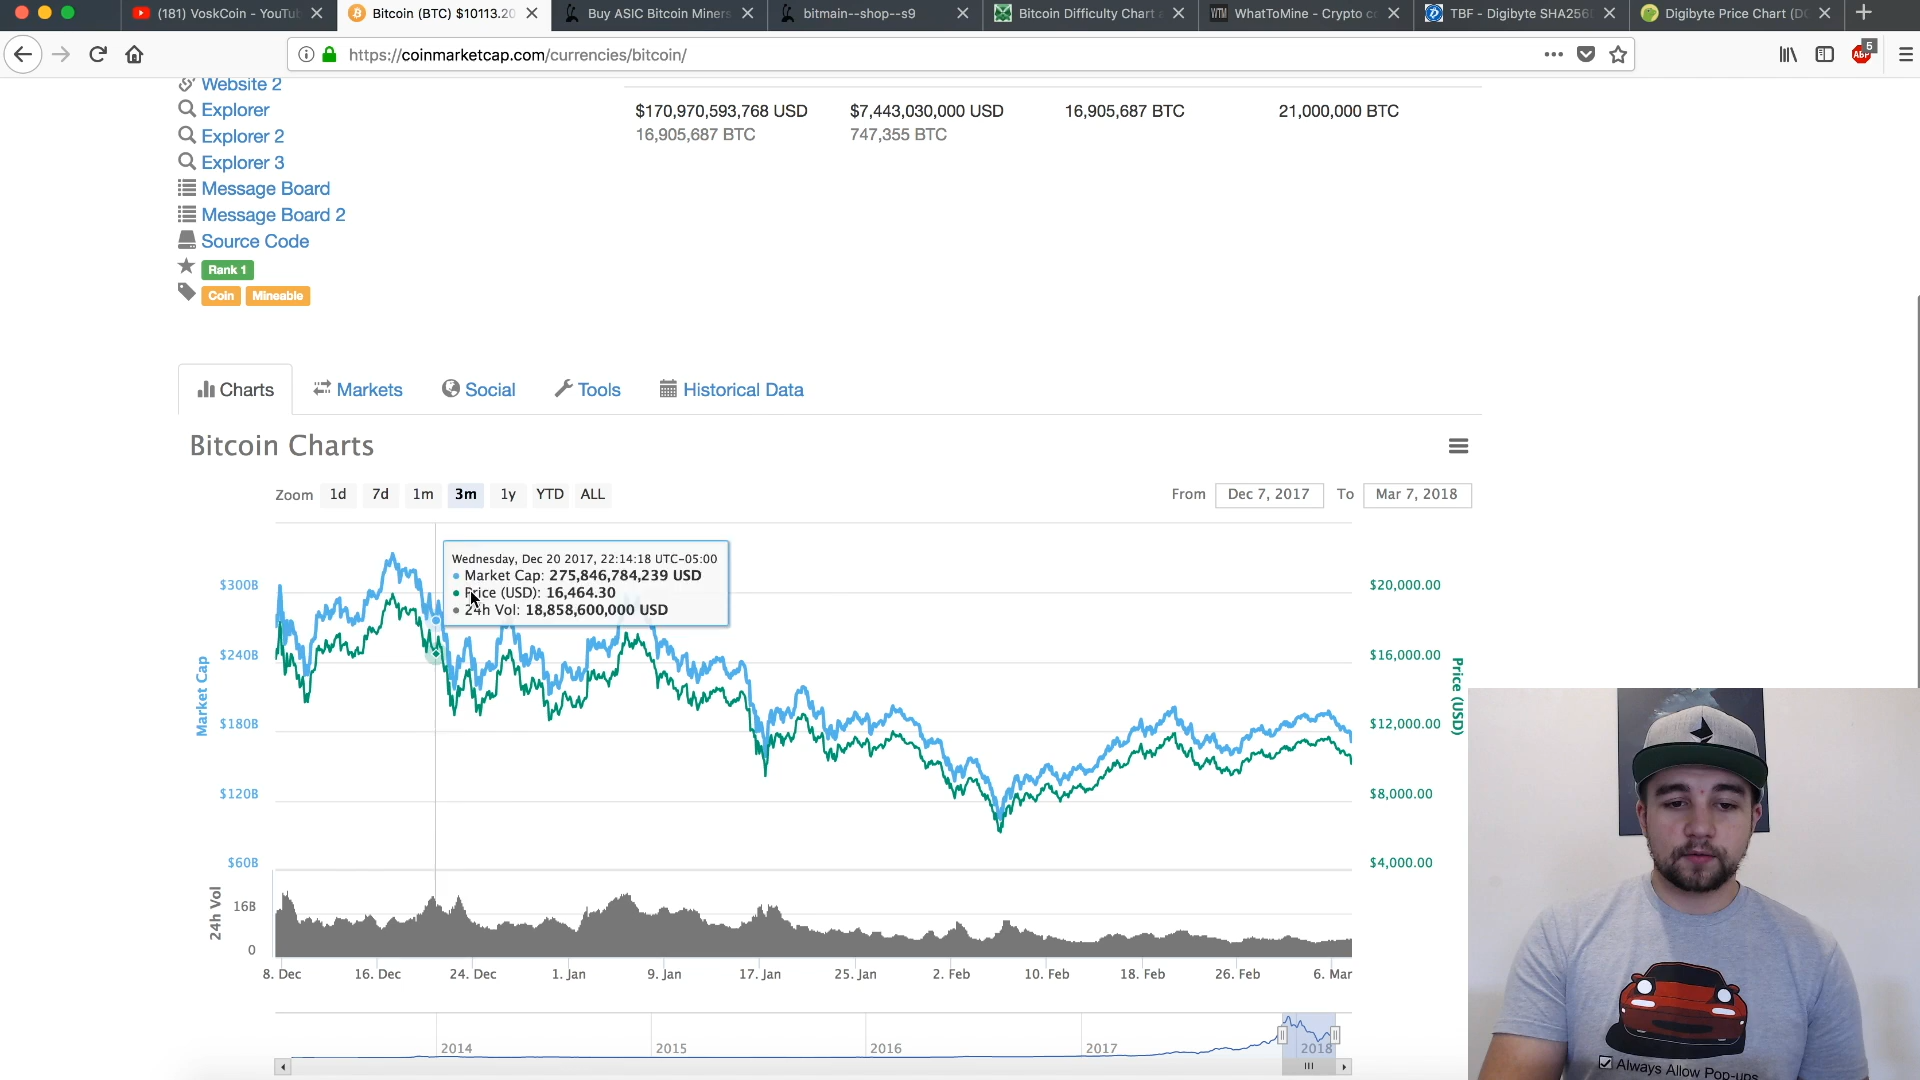 (181) VoskCoin - YouTu
Bitcoin (BTC) $10113.20
Buy ASIC Bitcoin Miners
bitmain--shop--s9
Bitcoin Difficulty Chart
WTM WhatToMine - Crypto c
TBF - Digibyte SHA256
Digibyte Price Chart (D
https://coinmarketcap.com/currencies/bitcoin/
ABP 5
Website 2
Explorer
Explorer 2
Explorer 3
Message Board
Message Board 2
Source Code
Rank 1
Coin Mineable
$170,970,593,768 USD $7,443,030,000 USD 16,905,687 BTC 21,000,000 BTC
16,905,687 BTC 747,355 BTC
Charts Markets Social Tools Historical Data
Bitcoin Charts
Zoom 1d 7d 1m 3m 1y YTD ALL From Dec 7, 2017 To Mar 7, 2018
Wednesday, Dec 20 2017, 22:14:18 UTC-05:00
Market Cap: 275,846,784,239 USD
Price (USD): 16,464.30
24h Vol: 18,858,600,000 USD
Market Cap
$300B
$240B
$180B
$120B
$60B
Price (USD)
$20,000.00
$16,000.00
$12,000.00
$8,000.00
$4,000.00
24h Vol
16B
0
8. Dec 16. Dec 24. Dec 1. Jan 9. Jan 17. Jan 25. Jan 2. Feb 10. Feb 18. Feb 26. Feb 6. Mar
2014 2015 2016 2017 2018
Always Allow Pop-ups